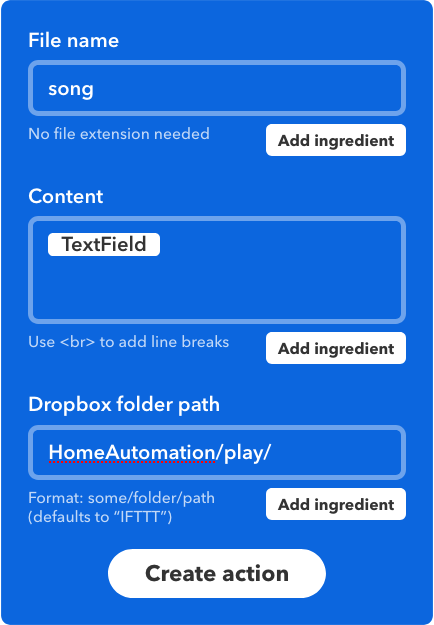 File name
song
No file extension needed
Add ingredient
Content
TextField
Use <br> to add line breaks
Add ingredient
Dropbox folder path
HomeAutomation/play/
Format: some/folder/path
(defaults to “IFTTT”)
Add ingredient
Create action